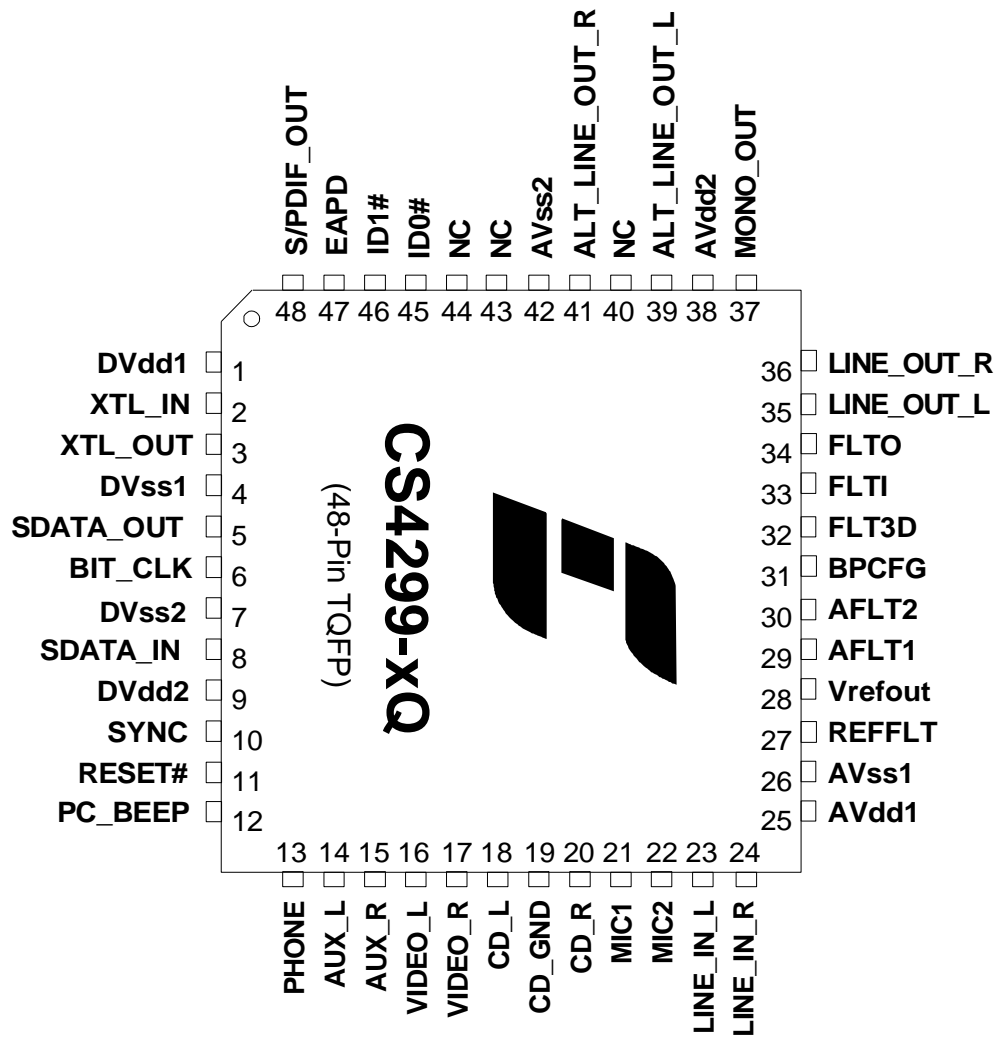 S/PDIF_OUT
EAPD
ID1#
ID0#
NC
NC
AVss2
ALT_LINE_OUT_R
NC
ALT_LINE_OUT_L
AVdd2
MONO_OUT
48 47 46 45 44 43 42 41 40 39 38 37
DVdd1 1
XTL_IN 2
XTL_OUT 3
DVss1 4
SDATA_OUT 5
BIT_CLK 6
DVss2 7
SDATA_IN 8
DVdd2 9
SYNC 10
RESET# 11
PC_BEEP 12
CS4299-xQ
(48-Pin TQFP)
36 LINE_OUT_R
35 LINE_OUT_L
34 FLTO
33 FLTI
32 FLT3D
31 BPCFG
30 AFLT2
29 AFLT1
28 Vrefout
27 REFFLT
26 AVss1
25 AVdd1
13 14 15 16 17 18 19 20 21 22 23 24
PHONE
AUX_L
AUX_R
VIDEO_L
VIDEO_R
CD_L
CD_GND
CD_R
MIC1
MIC2
LINE_IN_L
LINE_IN_R